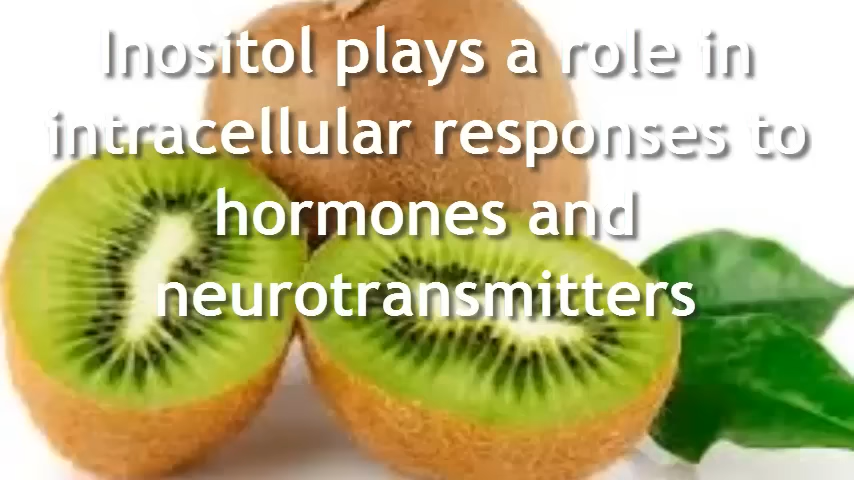 Inositol plays a role in
intracellular responses to
hormones and
neurotransmitters